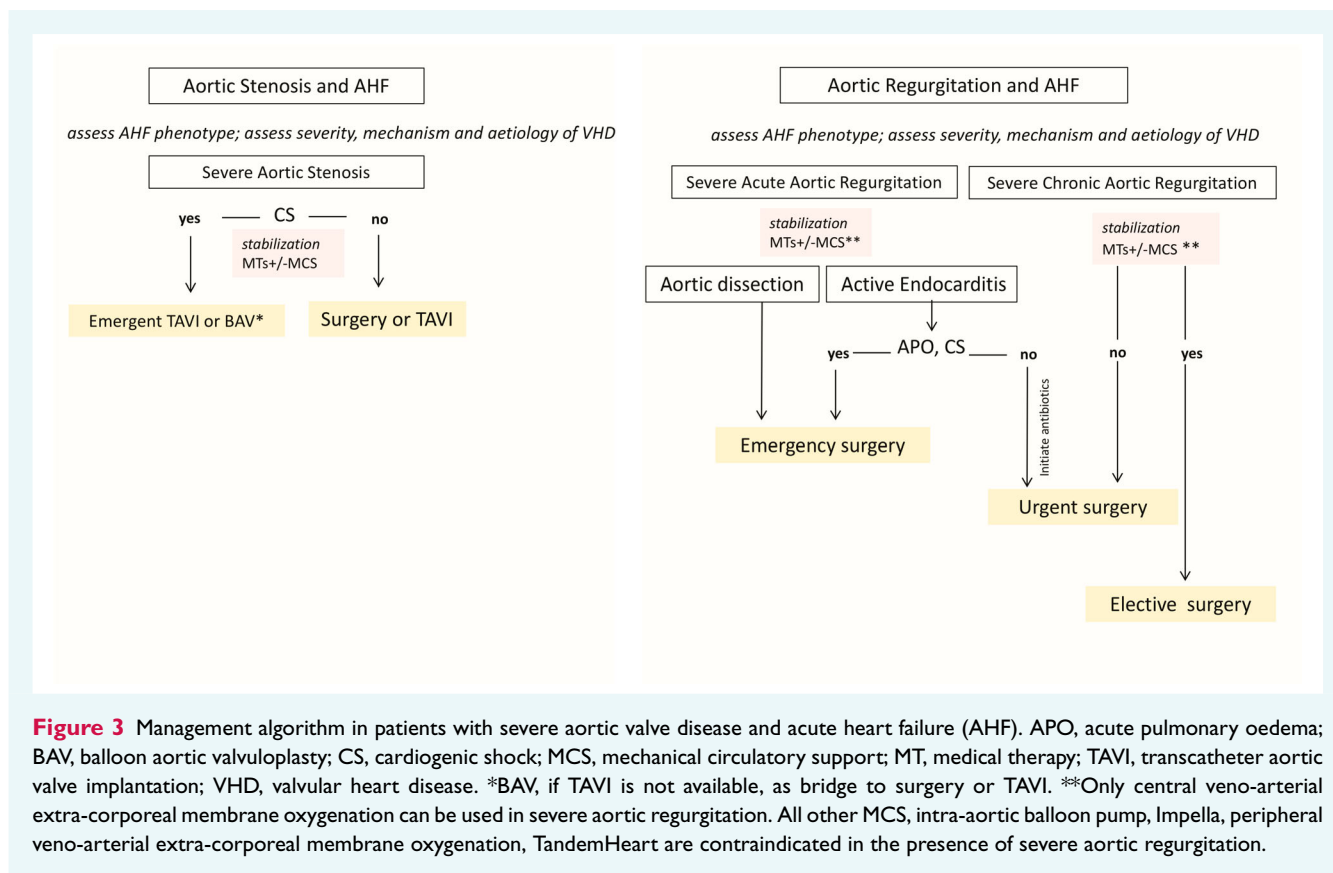 Aortic Stenosis and AHF
assess AHF phenotype; assess severity, mechanism and aetiology of VHD
Severe Aortic Stenosis
yes CS no
stabilization
MTs+/-MCS
Emergent TAVI or BAV*
Surgery or TAVI
Aortic Regurgitation and AHF
assess AHF phenotype; assess severity, mechanism and aetiology of VHD
Severe Acute Aortic Regurgitation
Severe Chronic Aortic Regurgitation
stabilization
MTs+/-MCS**
stabilization
MTs+/-MCS **
Aortic dissection
Active Endocarditis
yes APO, CS no
no yes
Initiate antibiotics
Emergency surgery
Urgent surgery
Elective surgery
Figure 3 Management algorithm in patients with severe aortic valve disease and acute heart failure (AHF). APO, acute pulmonary oedema;
BAV, balloon aortic valvuloplasty; CS, cardiogenic shock; MCS, mechanical circulatory support; MT, medical therapy; TAVI, transcatheter aortic
valve implantation; VHD, valvular heart disease. *BAV, if TAVI is not available, as bridge to surgery or TAVI. **Only central veno-arterial
extra-corporeal membrane oxygenation can be used in severe aortic regurgitation. All other MCS, intra-aortic balloon pump, Impella, peripheral
veno-arterial extra-corporeal membrane oxygenation, TandemHeart are contraindicated in the presence of severe aortic regurgitation.